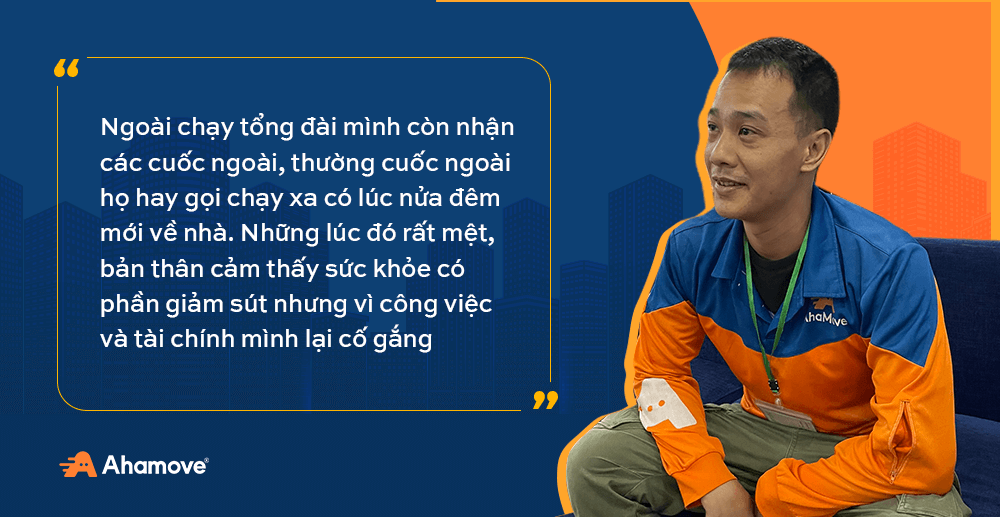 Ngoài chạy tổng đài mình còn nhận
các cuốc ngoài, thường cuốc ngoài
họ hay gọi chạy xa có lúc nửa đêm
mới về nhà. Những lúc đó rất mệt,
bản thân cảm thấy sức khỏe có
phần giảm sút nhưng vì công việc
và tài chính mình lại cố gắng
AhaMove
Ahamove®